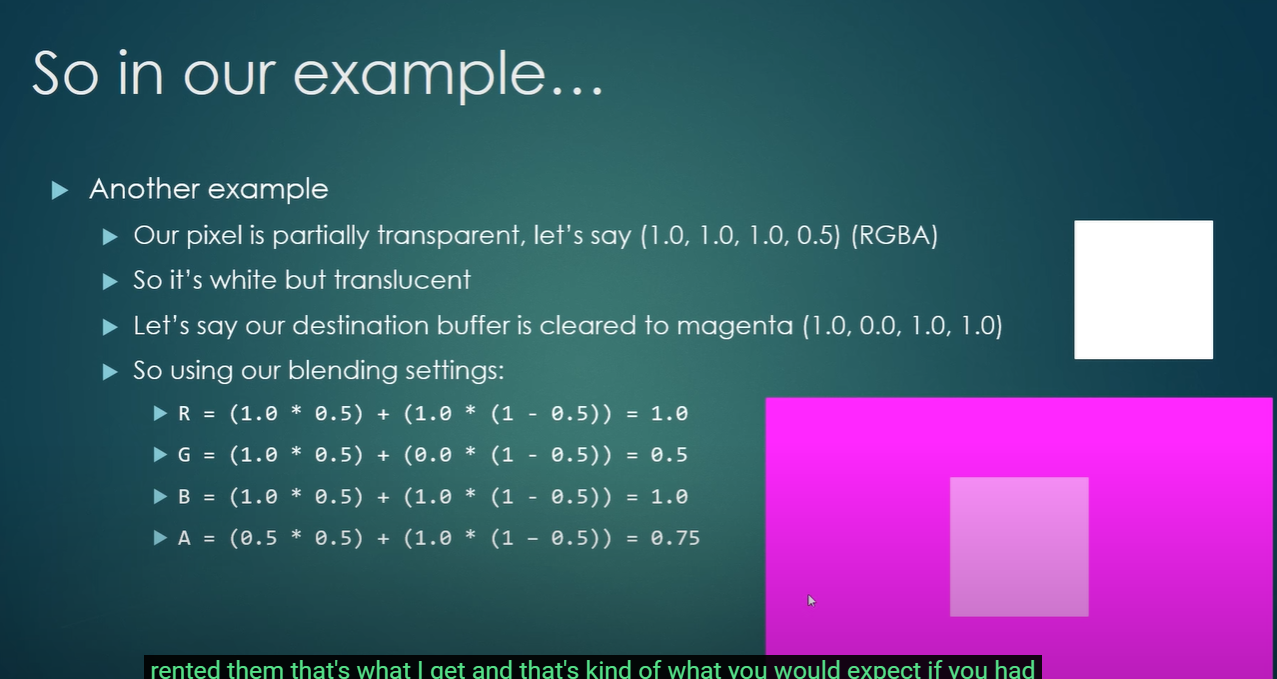 So in our example…
Another example
Our pixel is partially transparent, let's say (1.0, 1.0, 1.0, 0.5) (RGBA)
So it's white but translucent
Let's say our destination buffer is cleared to magenta (1.0, 0.0, 1.0, 1.0)
So using our blending settings:
R = (1.0 * 0.5) + (1.0 * (1 - 0.5)) = 1.0
G = (1.0 * 0.5) + (0.0 * (1 - 0.5)) = 0.5
B = (1.0 * 0.5) + (1.0 * (1 - 0.5)) = 1.0
A = (0.5 * 0.5) + (1.0 * (1 – 0.5)) = 0.75
rented them that's what I get and that's kind of what you would expect if you had